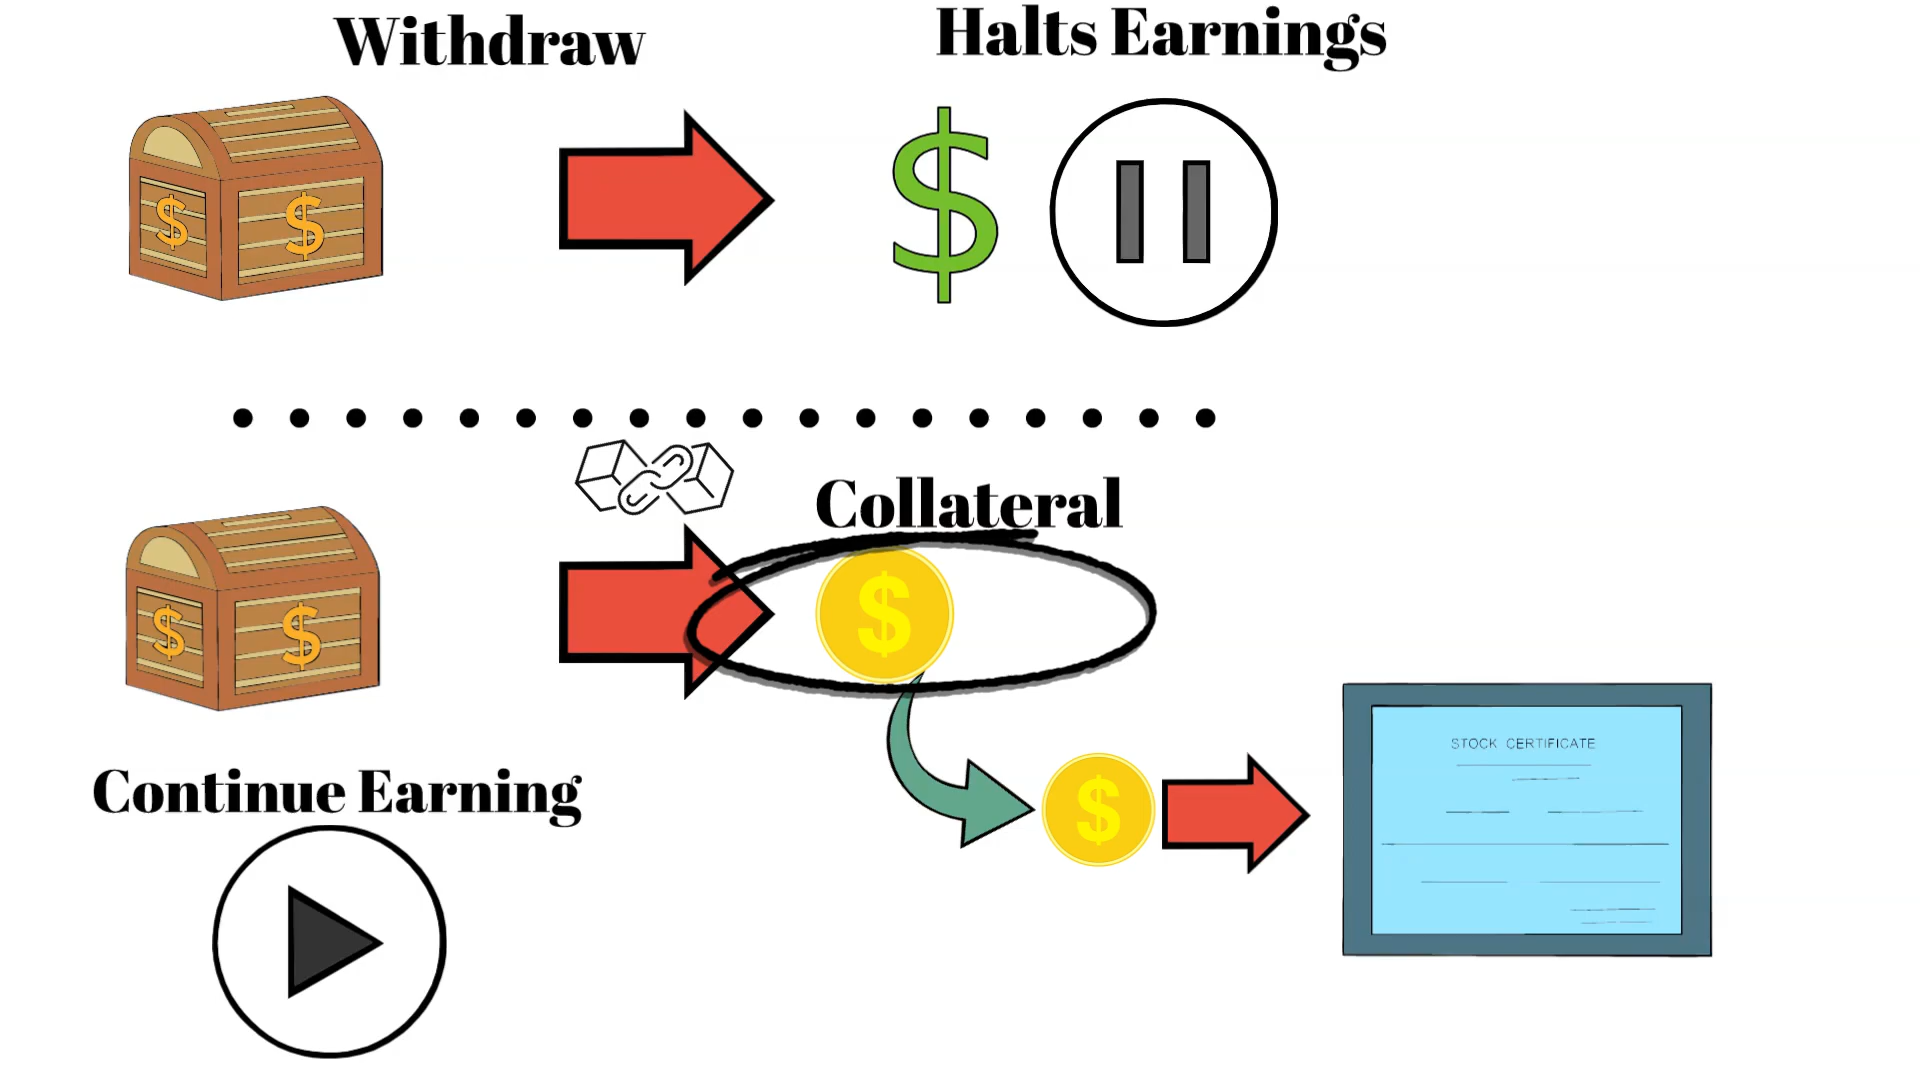 Withdraw
Halts Earnings
$ $
$
Collateral
$ $
$
Continue Earning
$
STOCK CERTIFICATE